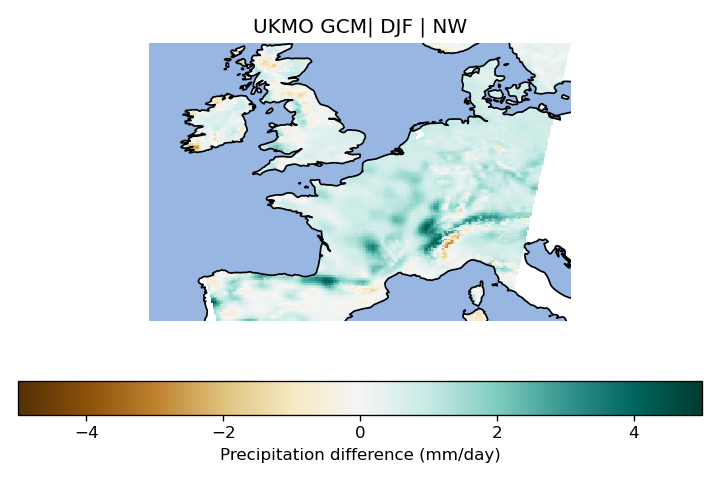 UKMO GCM| DJF | NW
−4 −2 0 2 4
Precipitation difference (mm/day)